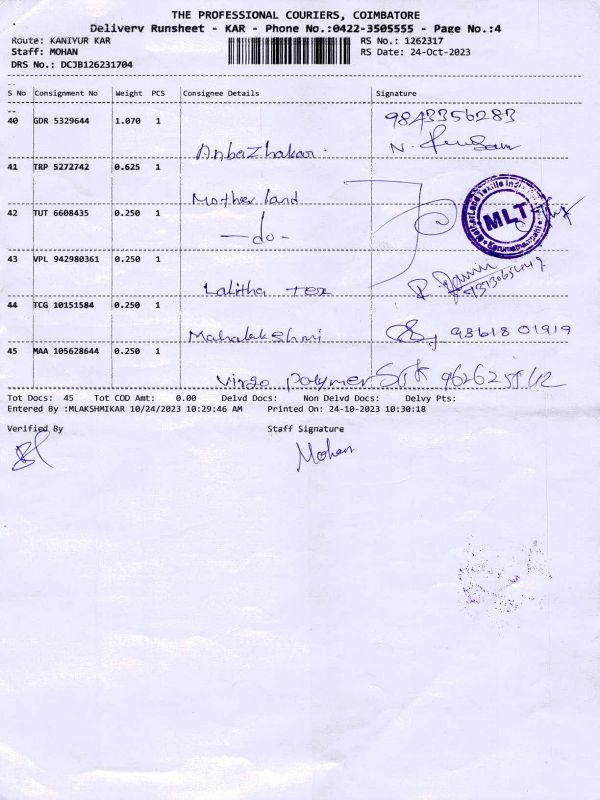 THE PROFESSIONAL COURIERS, COIMBATORE
Delivery Runsheet - KAR - Phone No.:0422-3505555 - Page No.:4
Route: KANIYUR KAR RS No.: 1262317
Staff: MOHAN RS Date: 24-Oct-2023
DRS No.: DCJB126231704
S No Consignment No Weight PCS Consignee Details Signature
40 GDR 5329644 1.070 1 9843356283
Anbazhakan
41 TRP 5272742 0.625 1
Mother land
42 TUT 6608435 0.250 1
-do-
MLT
43 VPL 942980361 0.250 1
Lalitha Tex
44 TCG 10151584 0.250 1
Mahalakshmi 93618 01919
45 MAA 105628644 0.250 1
Virgo polymer
Tot Docs: 45 Tot COD Amt: 0.00 Delvd Docs: Non Delvd Docs: Delvy Pts:
Entered By :MLAKSHMIKAR 10/24/2023 10:29:46 AM Printed On: 24-10-2023 10:30:18
Verified By Staff Signature
Mohan